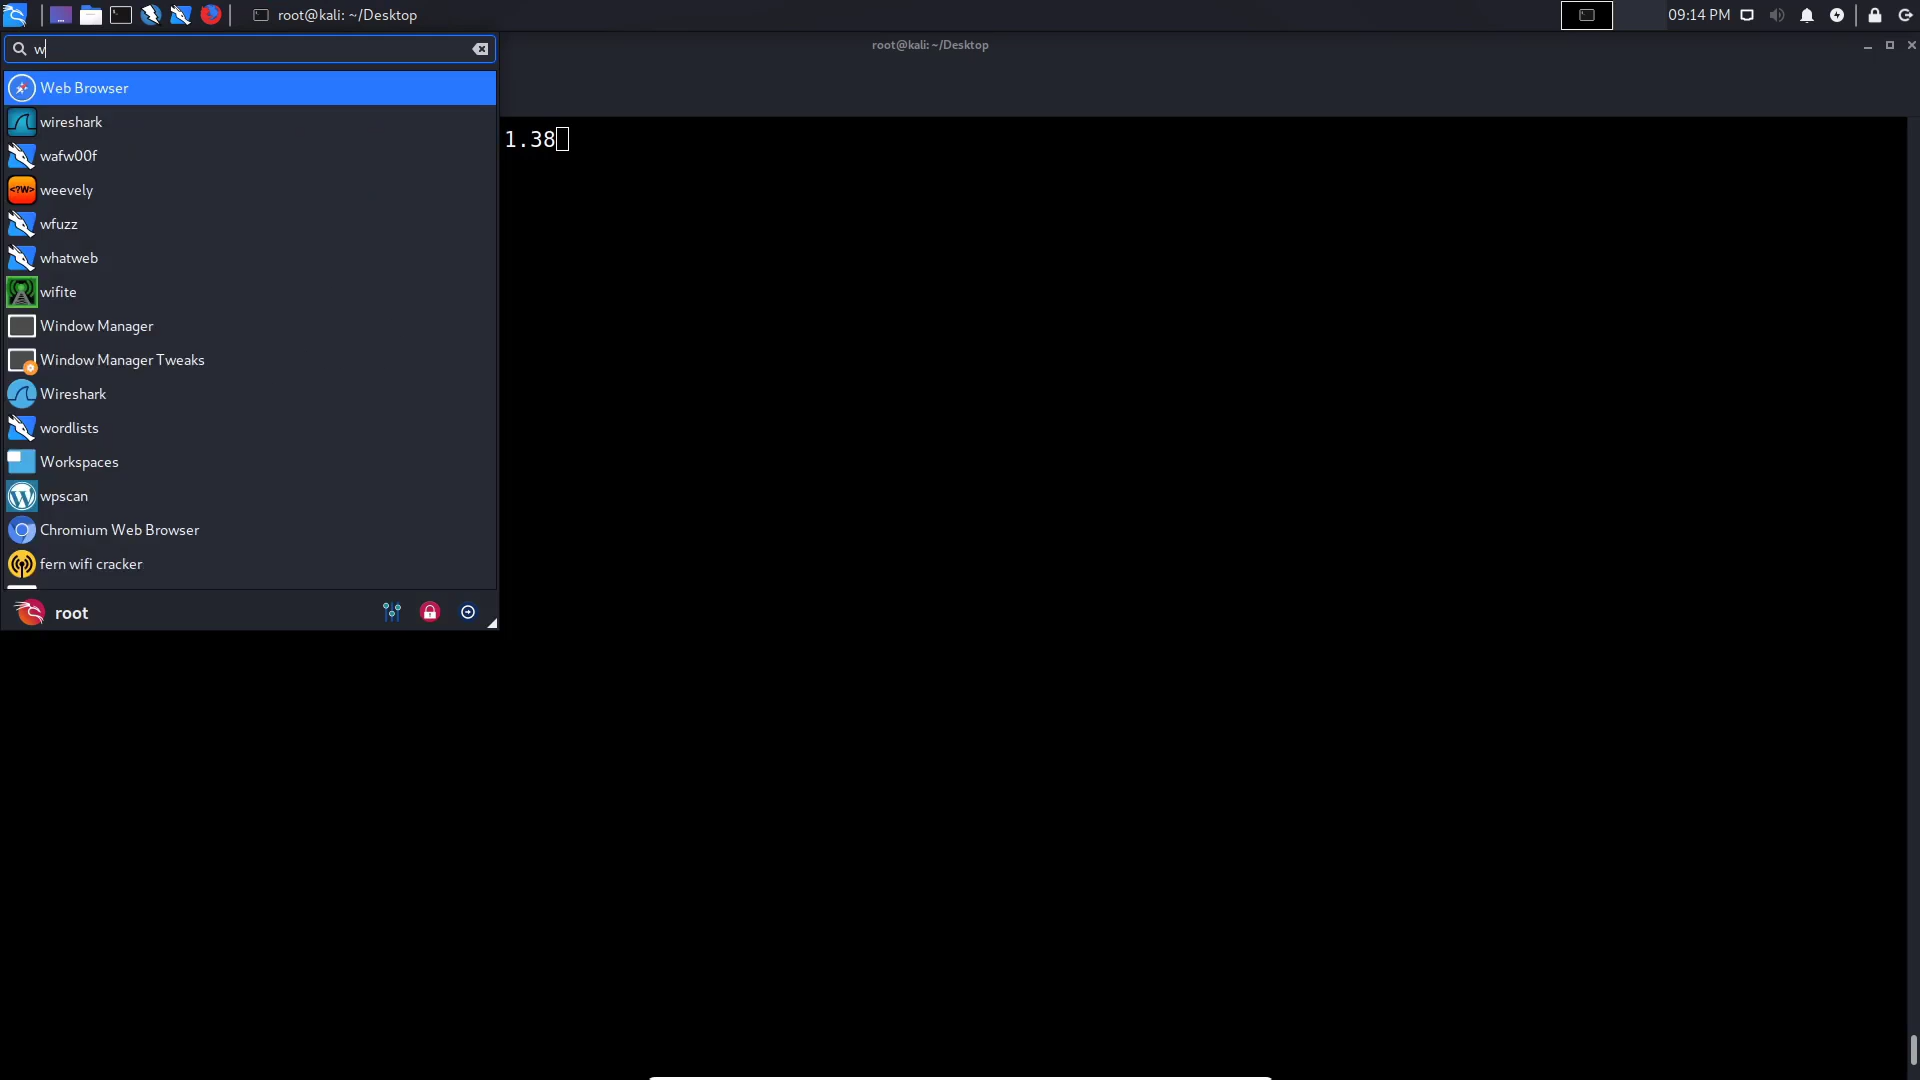 root@kali: ~/Desktop
09:14 PM
w
root@kali: ~/Desktop
Web Browser
wireshark
1.38
wafw00f
<?W> weevely
wfuzz
whatweb
wifite
Window Manager
Window Manager Tweaks
Wireshark
wordlists
Workspaces
W wpscan
Chromium Web Browser
fern wifi cracker
root